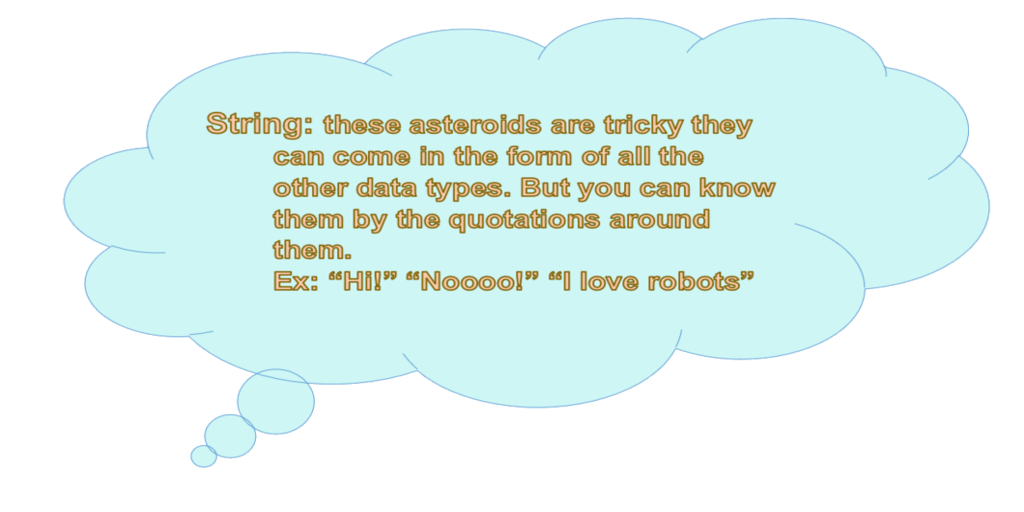 String: these asteroids are tricky they
can come in the form of all the
other data types. But you can know
them by the quotations around
them.
Ex: “Hi!” “Noooo!” “I love robots”